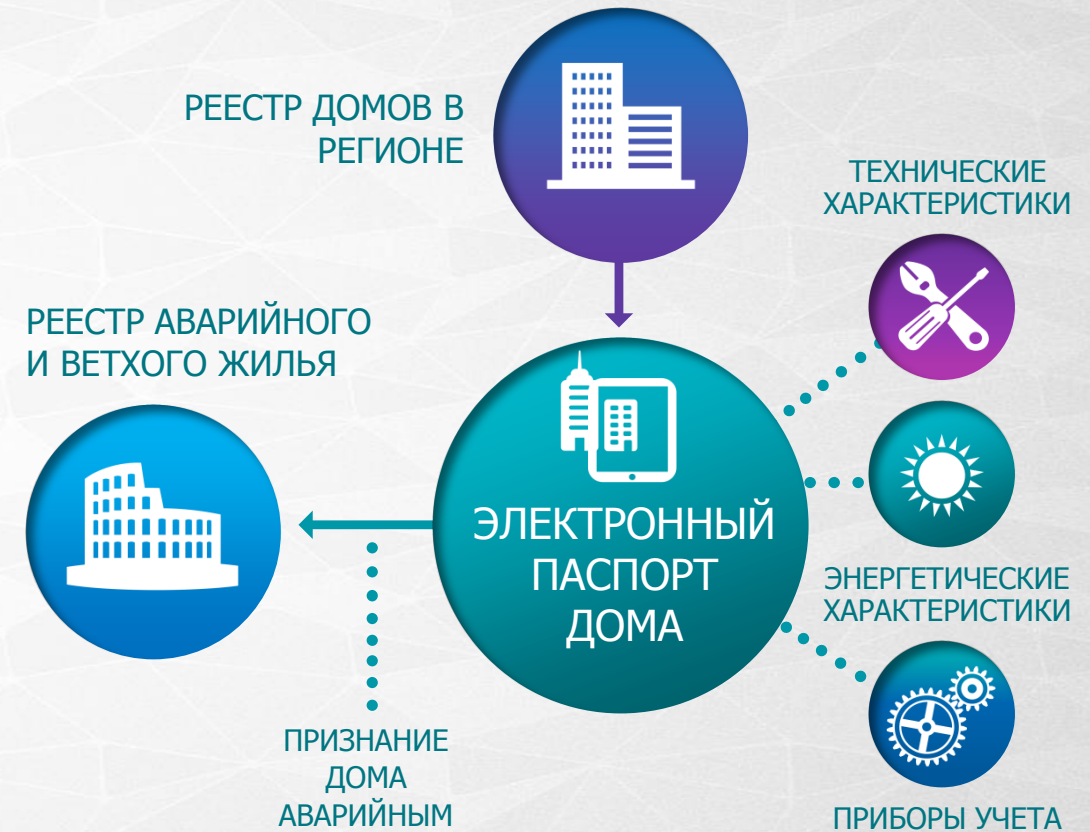 РЕЕСТР ДОМОВ В
РЕГИОНЕ
ТЕХНИЧЕСКИЕ
ХАРАКТЕРИСТИКИ
РЕЕСТР АВАРИЙНОГО
И ВЕТХОГО ЖИЛЬЯ
ЭЛЕКТРОННЫЙ
ПАСПОРТ
ДОМА
ЭНЕРГЕТИЧЕСКИЕ
ХАРАКТЕРИСТИКИ
ПРИЗНАНИЕ
ДОМА
АВАРИЙНЫМ
ПРИБОРЫ УЧЕТА